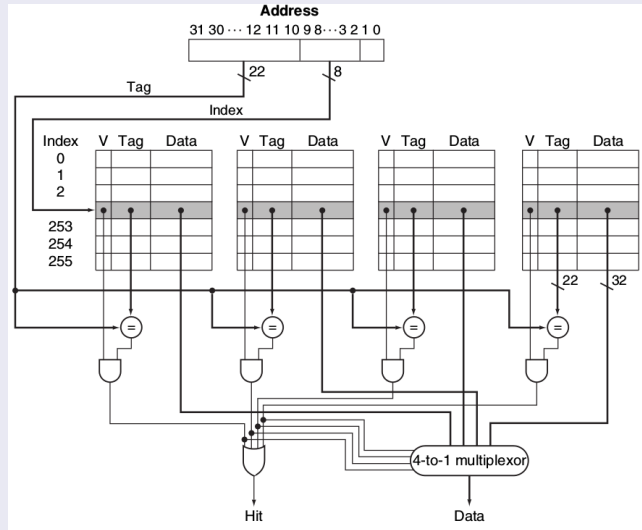 Address
31 30 ··· 12 11 10 9 8 ··· 3 2 1 0
22
8
Tag
Index
Index V Tag Data V Tag Data V Tag Data V Tag Data
0
1
2
253
254
255
22
32
= = = =
4-to-1 multiplexor
Hit
Data